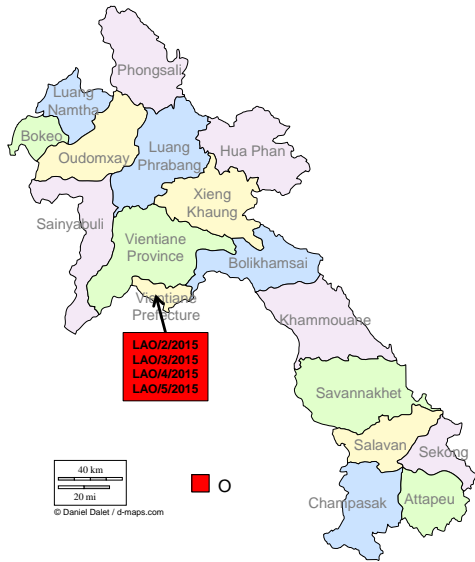 Phongsali
Luang
Namtha
Bokeo
Oudomxay
Luang
Phrabang
Hua Phan
Xieng
Khaung
Sainyabuli
Vientiane
Province
Bolikhamsai
Vientiane
Prefecture
Khammouane
LAO/2/2015
LAO/3/2015
LAO/4/2015
LAO/5/2015
Savannakhet
Salavan
Sekong
40 km
20 mi
O
Champasak
Attapeu
© Daniel Dalet / d-maps.com